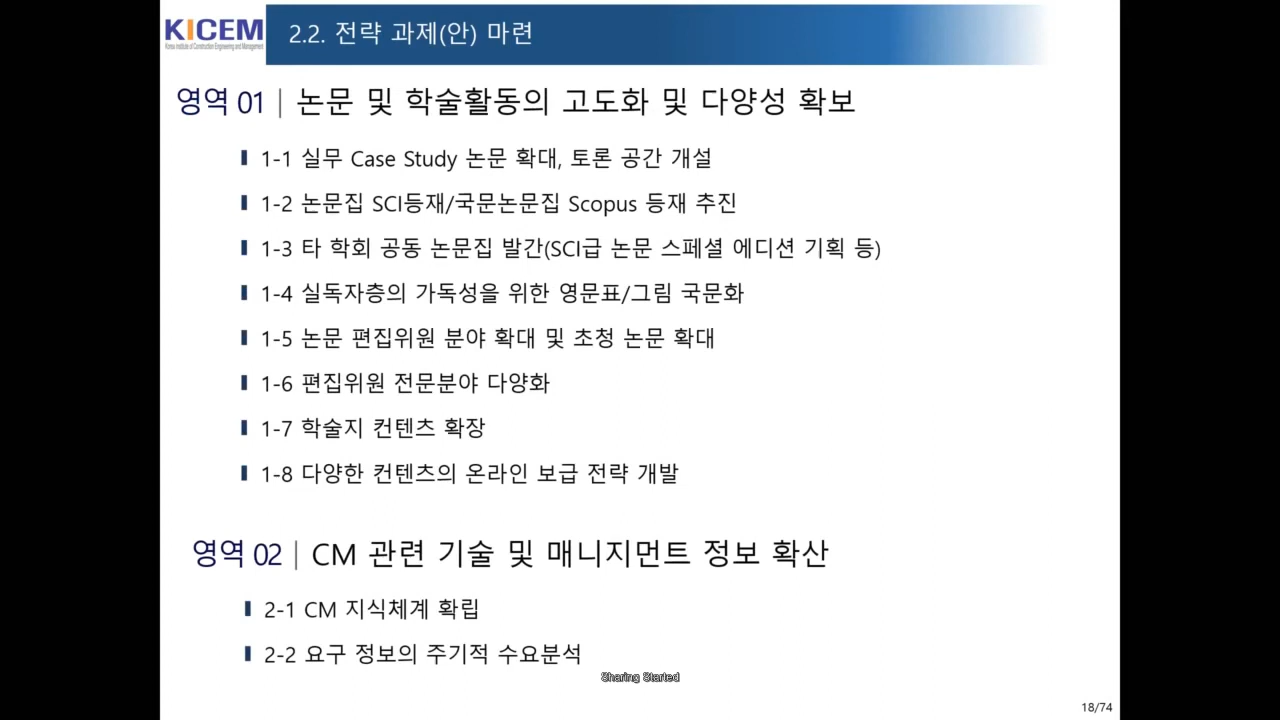 KICEM
Korea Institute of Construction Engineering and Management
2.2. 전략 과제(안) 마련
영역 01 | 논문 및 학술활동의 고도화 및 다양성 확보
1-1 실무 Case Study 논문 확대, 토론 공간 개설
1-2 논문집 SCI등재/국문논문집 Scopus 등재 추진
1-3 타 학회 공동 논문집 발간(SCI급 논문 스페셜 에디션 기획 등)
1-4 실독자층의 가독성을 위한 영문표/그림 국문화
1-5 논문 편집위원 분야 확대 및 초청 논문 확대
1-6 편집위원 전문분야 다양화
1-7 학술지 컨텐츠 확장
1-8 다양한 컨텐츠의 온라인 보급 전략 개발
영역 02 | CM 관련 기술 및 매니지먼트 정보 확산
2-1 CM 지식체계 확립
2-2 요구 정보의 주기적 수요분석
Sharing Started
18/74